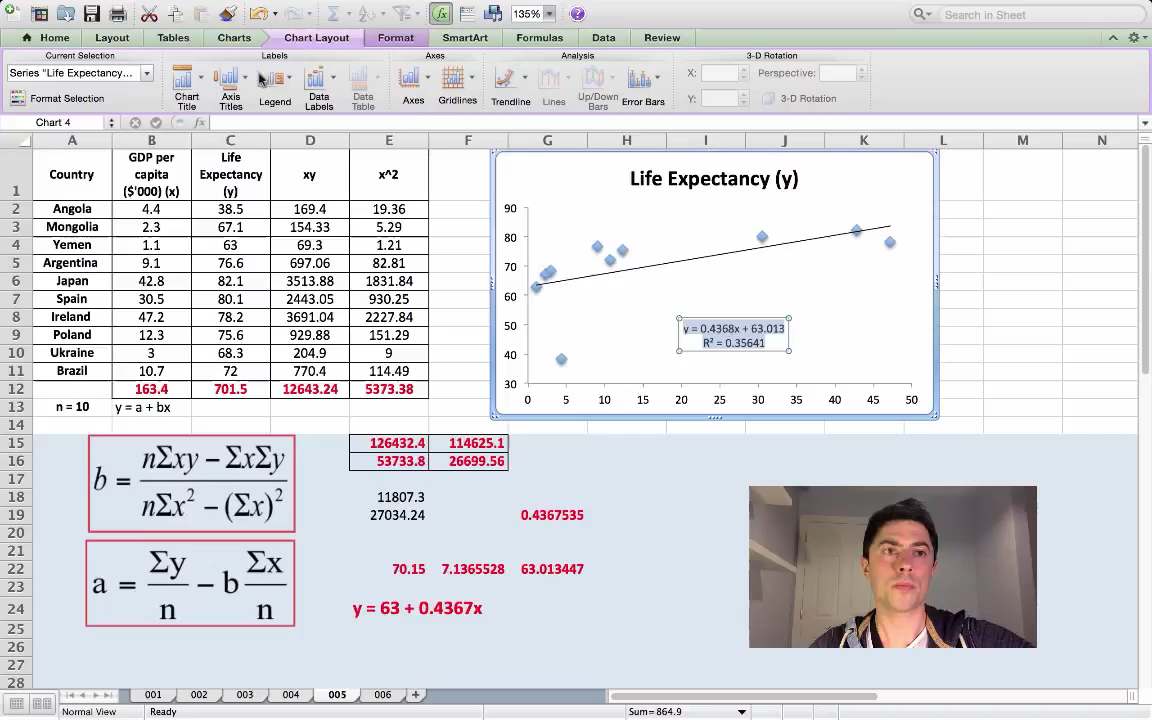 135%
Search in Sheet
Home Layout Tables Charts Chart Layout Format SmartArt Formulas Data Review
Current Selection Labels Axes Analysis 3-D Rotation
Series "Life Expectancy...
Format Selection
Chart Title
Axis Titles
Legend
Data Labels
Data Table
Axes
Gridlines
Trendline
Lines
Up/Down Bars
Error Bars
X:
Perspective:
Y:
3-D Rotation
Chart 4 fx
A B C D E F G H I J K L M N
1 Country GDP per capita ($'000) (x) Life Expectancy (y) xy x^2
2 Angola 4.4 38.5 169.4 19.36
3 Mongolia 2.3 67.1 154.33 5.29
4 Yemen 1.1 63 69.3 1.21
5 Argentina 9.1 76.6 697.06 82.81
6 Japan 42.8 82.1 3513.88 1831.84
7 Spain 30.5 80.1 2443.05 930.25
8 Ireland 47.2 78.2 3691.04 2227.84
9 Poland 12.3 75.6 929.88 151.29
10 Ukraine 3 68.3 204.9 9
11 Brazil 10.7 72 770.4 114.49
12 163.4 701.5 12643.24 5373.38
13 n = 10 y = a + bx
14
Life Expectancy (y)
90
80
70
60
50
40
30
0 5 10 15 20 25 30 35 40 45 50
y = 0.4368x + 63.013
R² = 0.35641
15 126432.4 114625.1
16 53733.8 26699.56
17
18 11807.3
19 27034.24 0.4367535
20
21
22 70.15 7.1365528 63.013447
23
24 y = 63 + 0.4367x
25
26
27
28
b = nΣxy − ΣxΣy
nΣx² − (Σx)²
a = Σy − b Σx
n n
001 002 003 004 005 006 +
Normal View Ready Sum=864.9